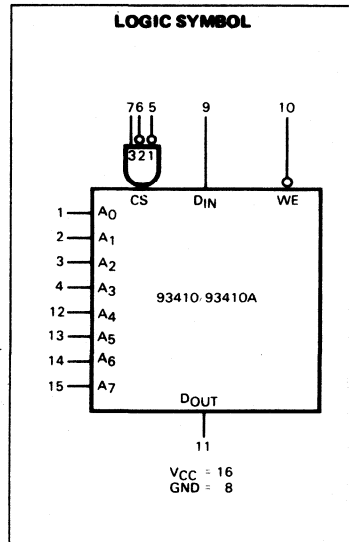 LOGIC SYMBOL
7 6 5 9 10
3 2 1
CS DIN WE
1 A0
2 A1
3 A2
4 A3
12 A4
13 A5
14 A6
15 A7
93410/93410A
DOUT
11
VCC = 16
GND = 8